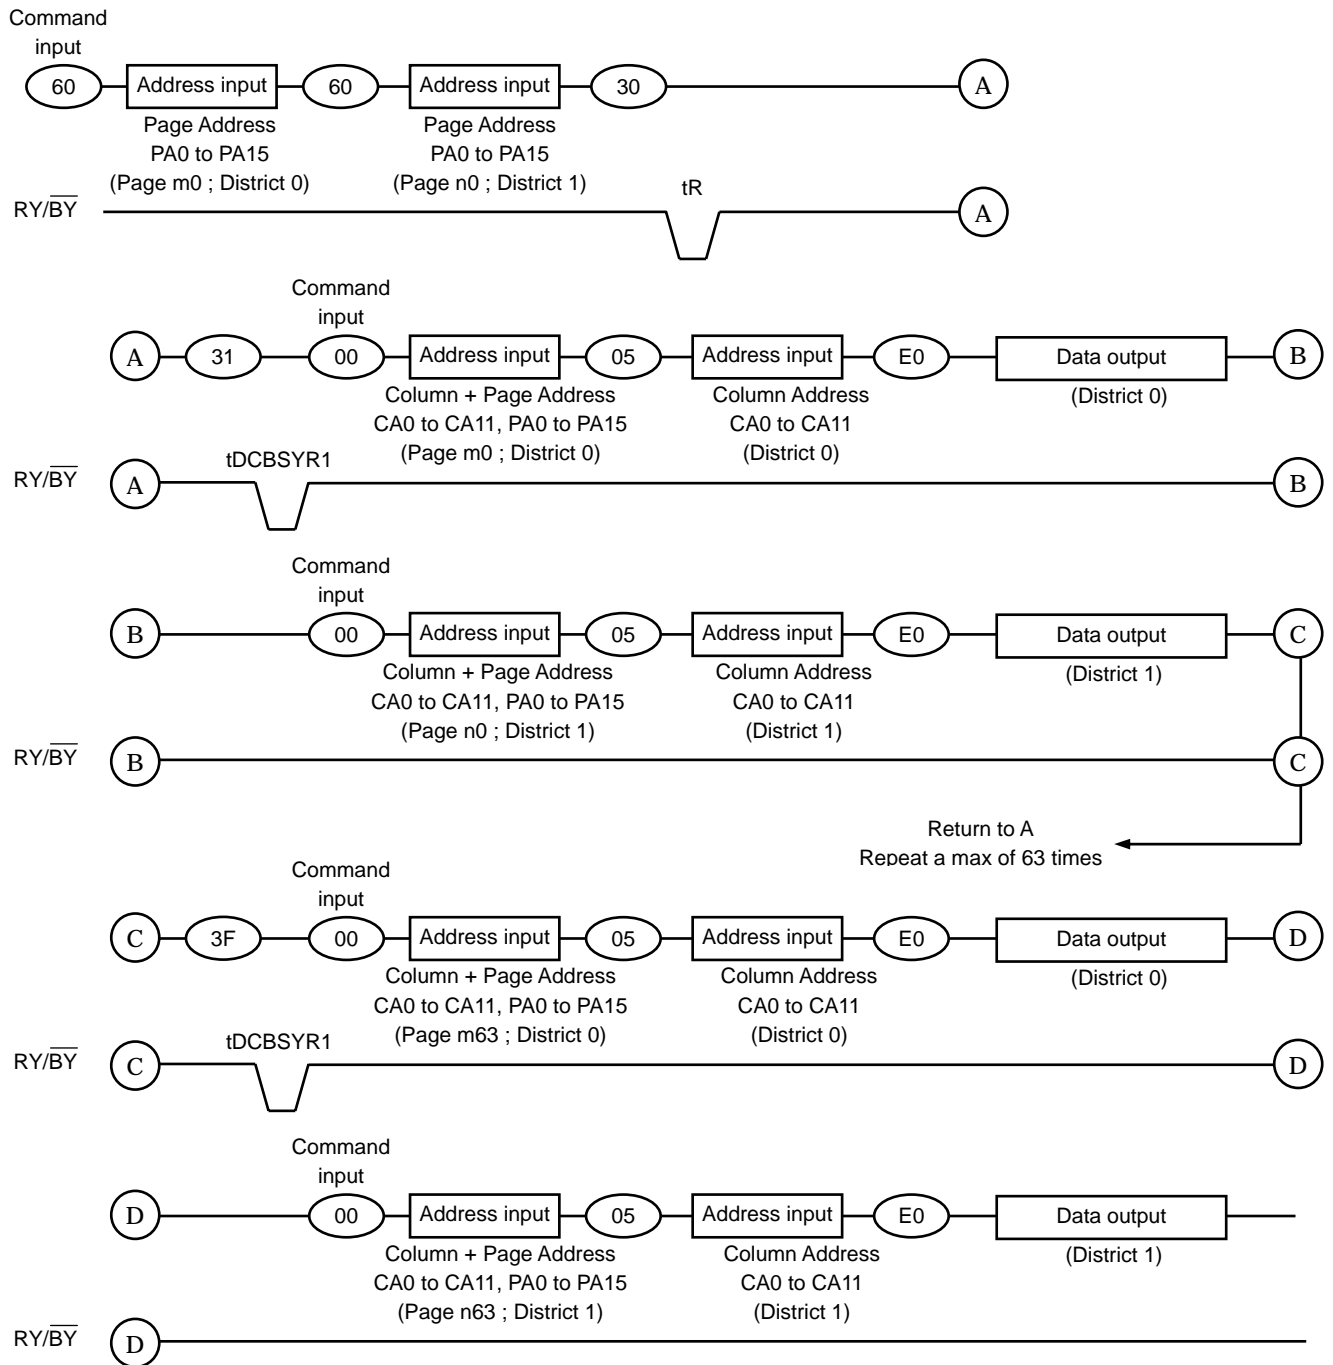 Command
input
60 Address input 60 Address input 30 A
Page Address Page Address
PA0 to PA15 PA0 to PA15
(Page m0 ; District 0) (Page n0 ; District 1) tR
RY/BY A
Command
input
A 31 00 Address input 05 Address input E0 Data output B
Column + Page Address Column Address (District 0)
CA0 to CA11, PA0 to PA15 CA0 to CA11
(Page m0 ; District 0) (District 0)
tDCBSYR1
RY/BY A B
Command
input
B 00 Address input 05 Address input E0 Data output C
Column + Page Address Column Address (District 1)
CA0 to CA11, PA0 to PA15 CA0 to CA11
(Page n0 ; District 1) (District 1)
RY/BY B C
Return to A
Repeat a max of 63 times
Command
input
C 3F 00 Address input 05 Address input E0 Data output D
Column + Page Address Column Address (District 0)
CA0 to CA11, PA0 to PA15 CA0 to CA11
(Page m63 ; District 0) (District 0)
tDCBSYR1
RY/BY C D
Command
input
D 00 Address input 05 Address input E0 Data output
Column + Page Address Column Address (District 1)
CA0 to CA11, PA0 to PA15 CA0 to CA11
(Page n63 ; District 1) (District 1)
RY/BY D